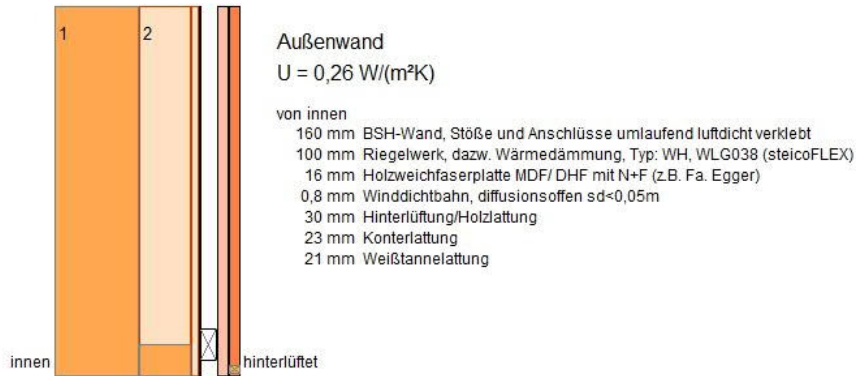 1
2
Außenwand
U = 0,26 W/(m²K)
von innen
160 mm BSH-Wand, Stöße und Anschlüsse umlaufend luftdicht verklebt
100 mm Riegelwerk, dazw. Wärmedämmung, Typ: WH, WLG038 (steicoFLEX)
16 mm Holzweichfaserplatte MDF/ DHF mit N+F (z.B. Fa. Egger)
0,8 mm Winddichtbahn, diffusionsoffen sd<0,05m
30 mm Hinterlüftung/Holzlattung
23 mm Konterlattung
21 mm Weißtannelattung
innen
hinterlüftet